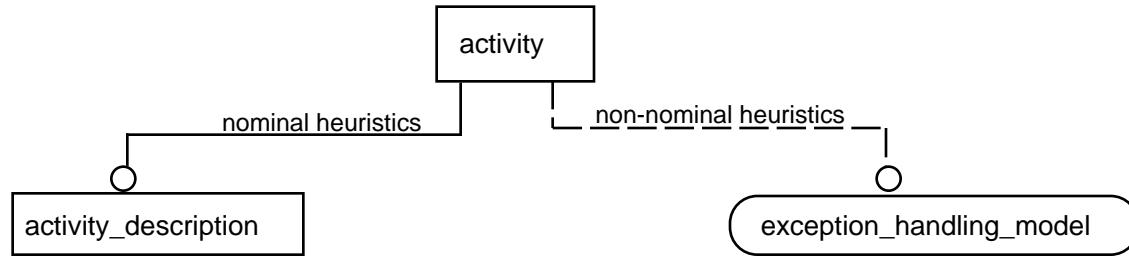 activity
nominal heuristics
non-nominal heuristics
activity_description
exception_handling_model